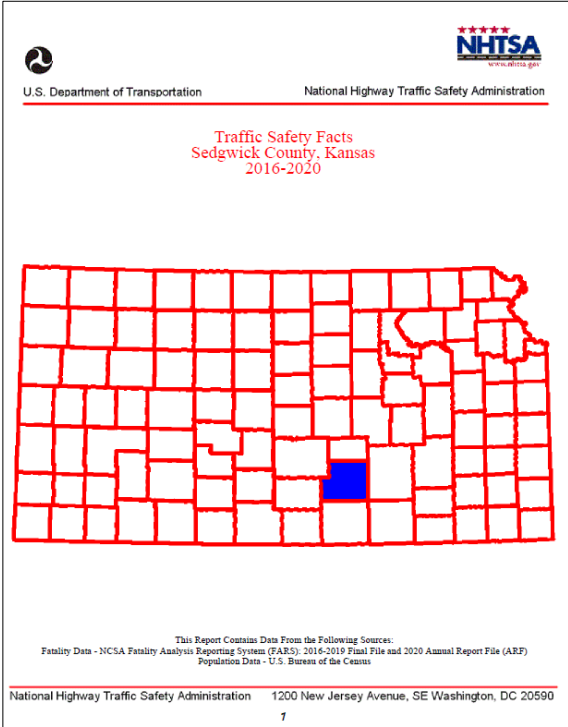 NHTSA
www.nhtsa.gov
U.S. Department of Transportation
National Highway Traffic Safety Administration
Traffic Safety Facts
Sedgwick County, Kansas
2016-2020
This Report Contains Data From the Following Sources:
Fatality Data - NCSA Fatality Analysis Reporting System (FARS): 2016-2019 Final File and 2020 Annual Report File (ARF)
Population Data - U.S. Bureau of the Census
National Highway Traffic Safety Administration 1200 New Jersey Avenue, SE Washington, DC 20590
1